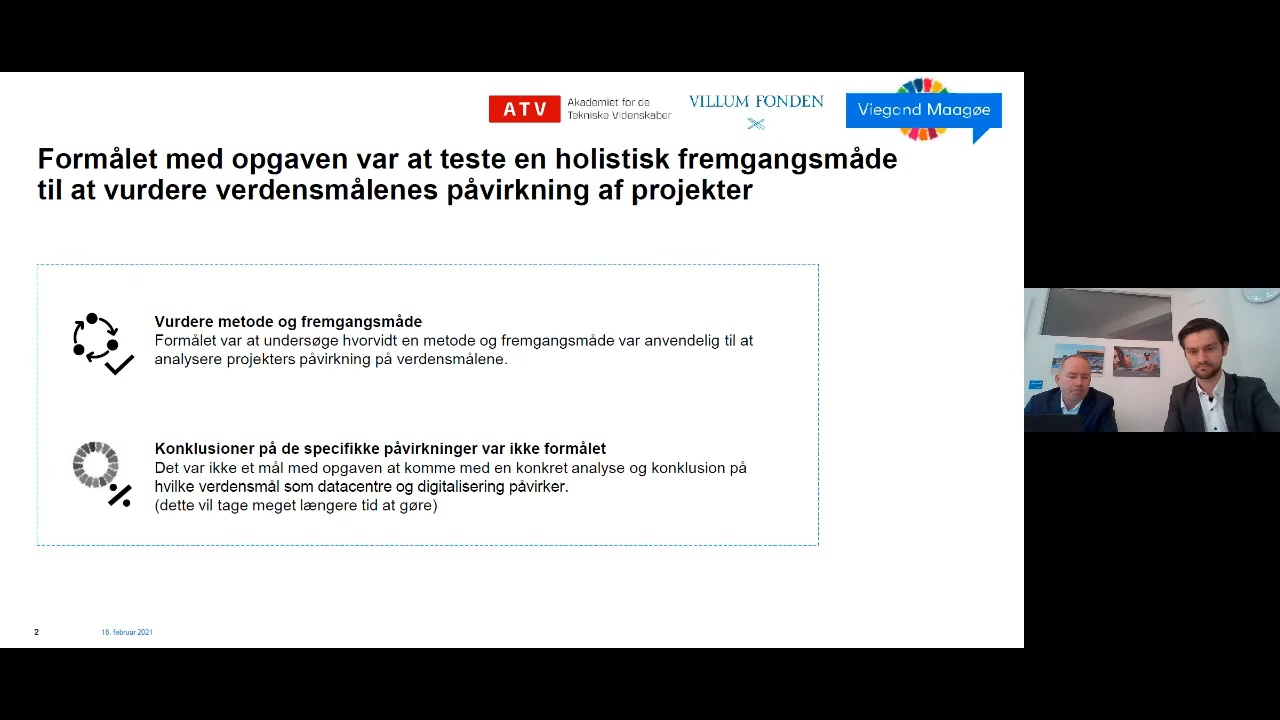 ATV
Akademiet for de
Tekniske Videnskaber
VILLUM FONDEN
Viegand Maagøe
Formålet med opgaven var at teste en holistisk fremgangsmåde
til at vurdere verdensmålenes påvirkning af projekter
Vurdere metode og fremgangsmåde
Formålet var at undersøge hvorvidt en metode og fremgangsmåde var anvendelig til at
analysere projekters påvirkning på verdensmålene.
Konklusioner på de specifikke påvirkninger var ikke formålet
Det var ikke et mål med opgaven at komme med en konkret analyse og konklusion på
hvilke verdensmål som datacentre og digitalisering påvirker.
(dette vil tage meget længere tid at gøre)
2
18. februar 2021